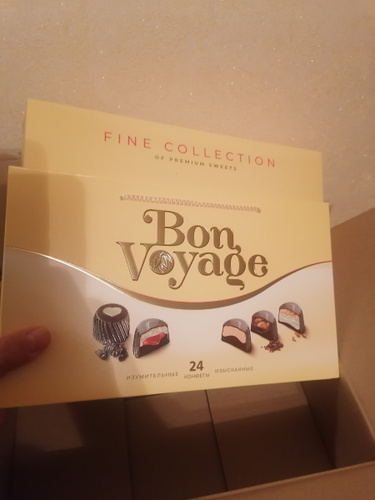 FINE COLLECTION
OF PREMIUM SWEETS
Bon
Voyage
24
ИЗУМИТЕЛЬНЫЕ КОНФЕТЫ ИЗЫСКАННЫЕ